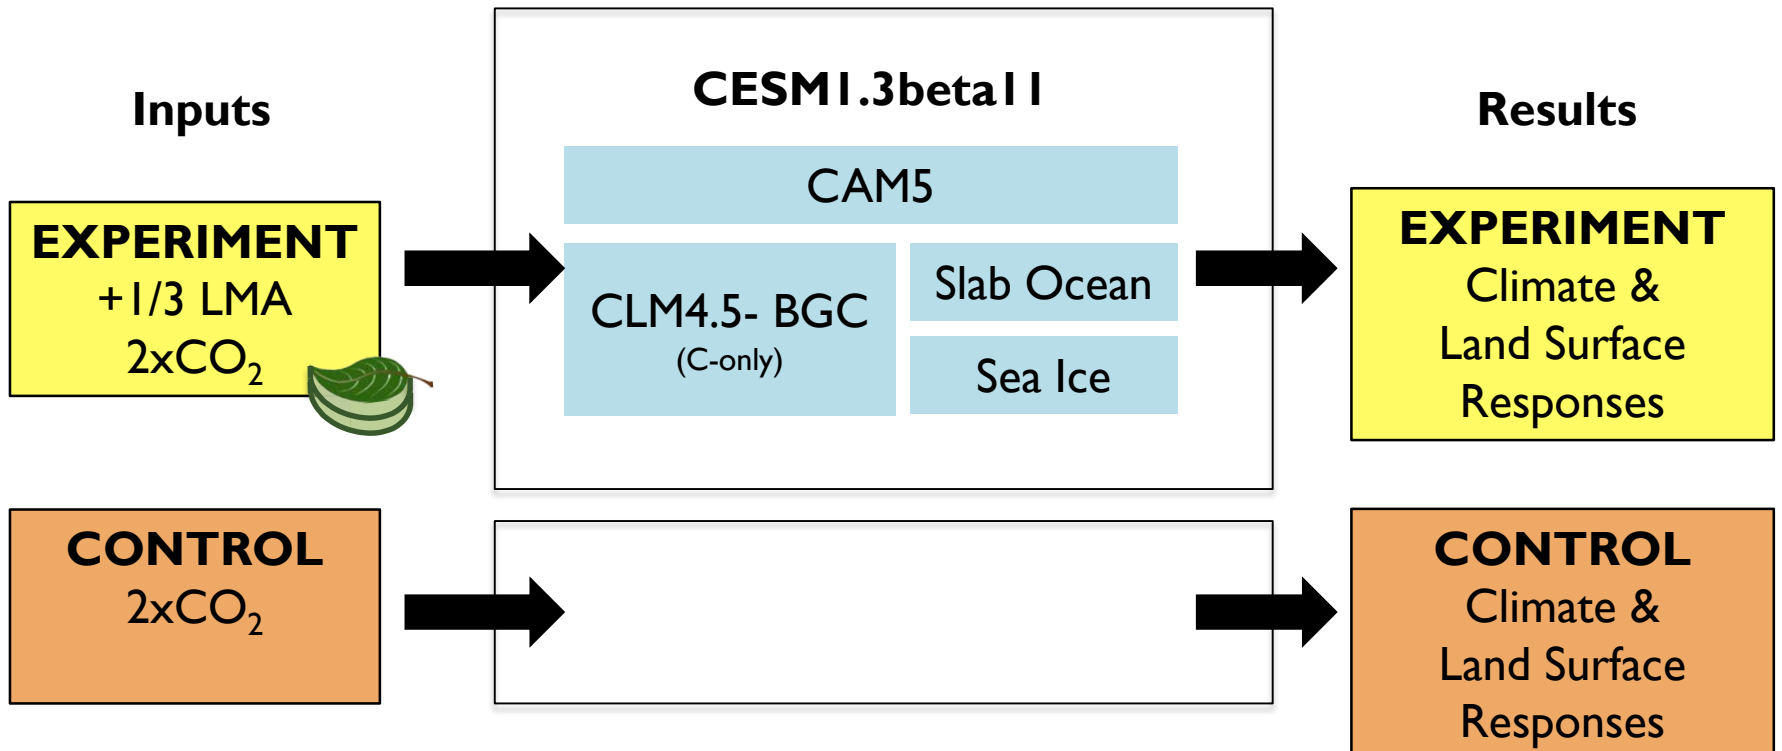 Inputs
EXPERIMENT
+1/3 LMA
2xCO₂
CESM1.3beta11
CAM5
CLM4.5- BGC
(C-only)
Slab Ocean
Sea Ice
Results
EXPERIMENT
Climate &
Land Surface
Responses
CONTROL
2xCO₂
CONTROL
Climate &
Land Surface
Responses